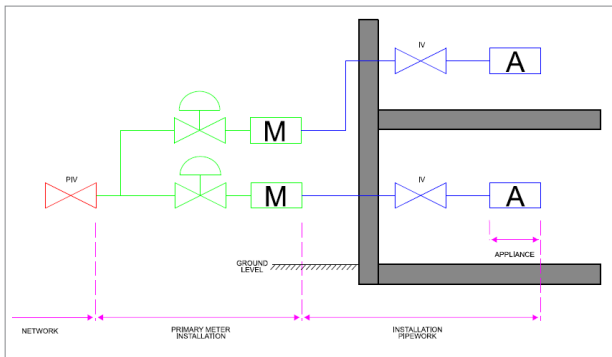 IV
A
M
PIV
M
IV
A
APPLIANCE
GROUND
LEVEL
NETWORK
PRIMARY METER
INSTALLATION
INSTALLATION
PIPEWORK